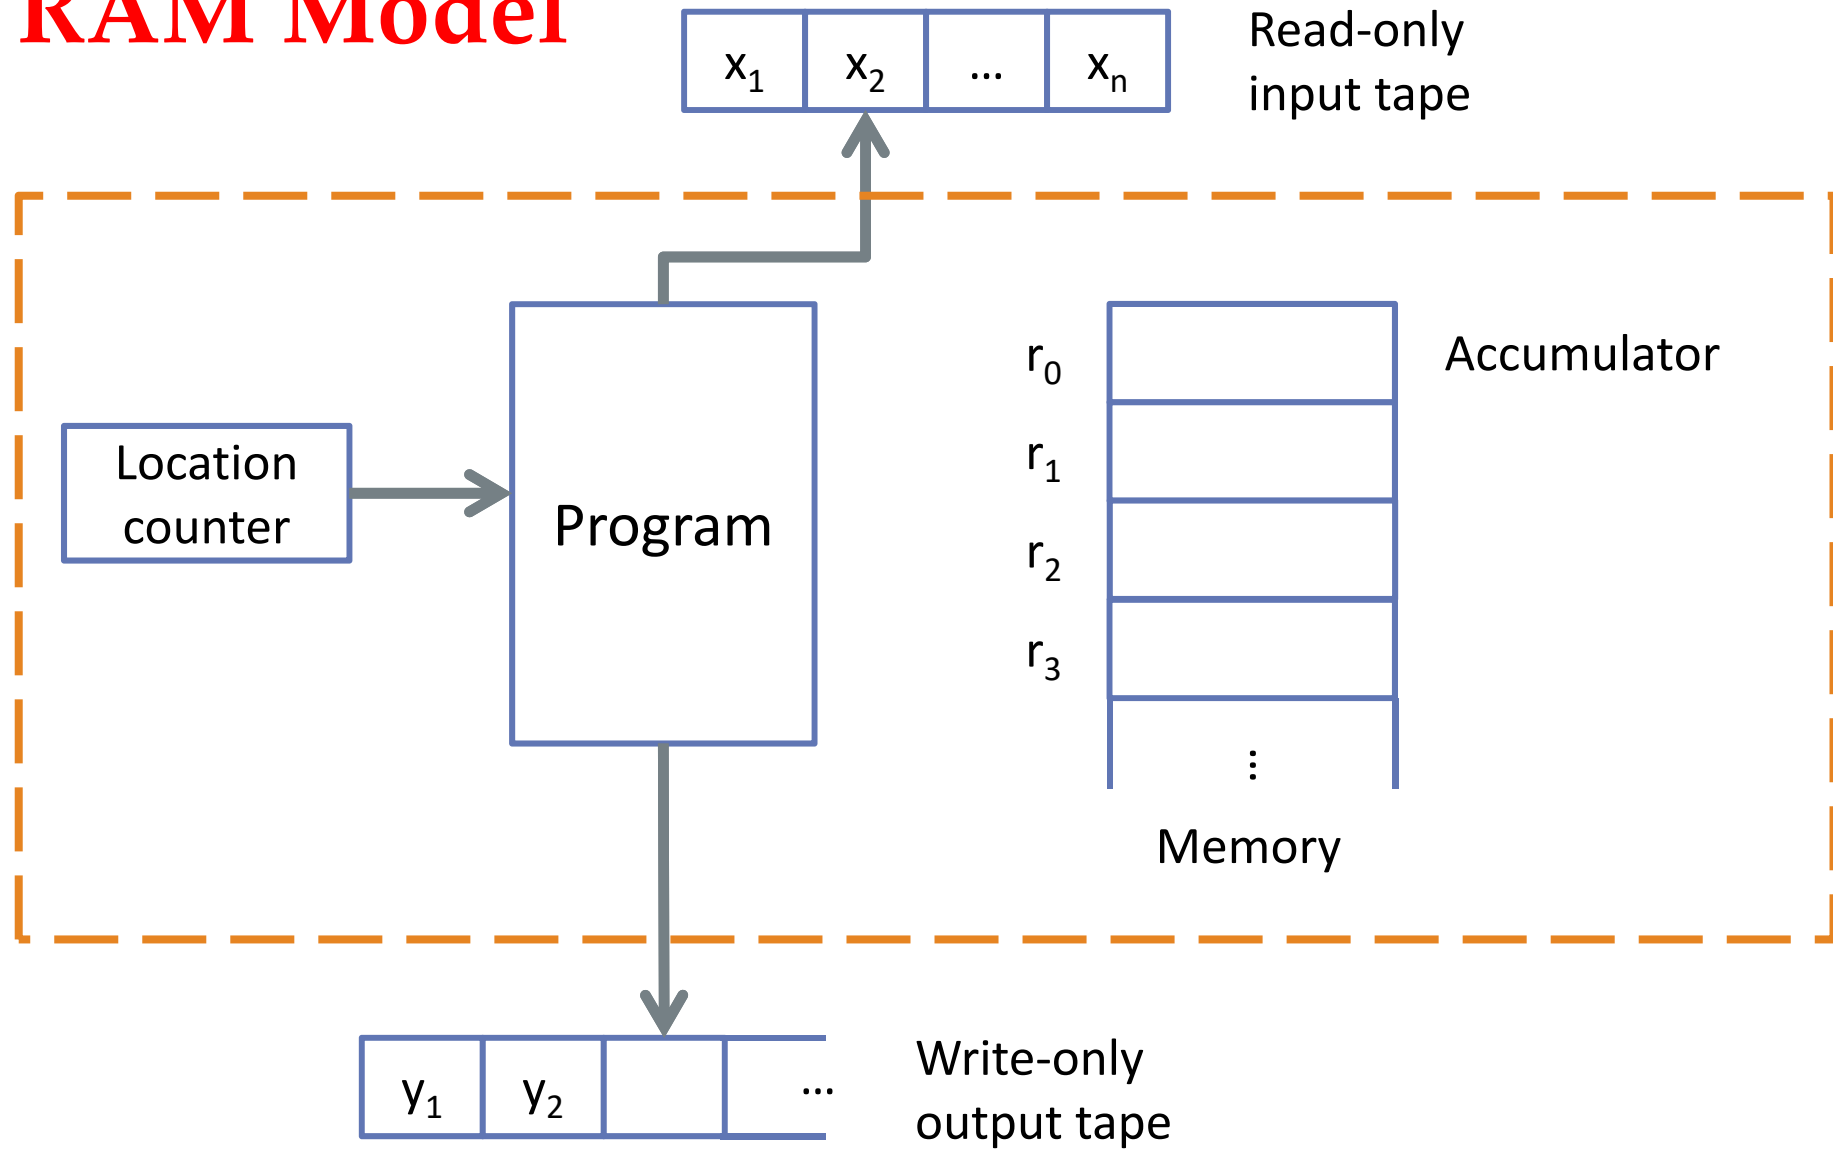 RAM Model
x₁ x₂ ... xₙ
Read-only
input tape
r₀
Accumulator
r₁
r₂
r₃
⋮
Location
counter
Program
Memory
y₁ y₂ ...
Write-only
output tape